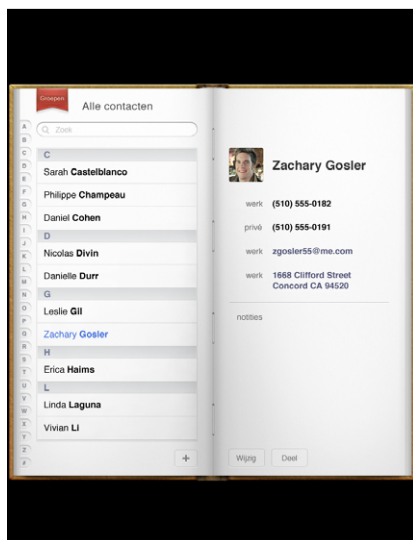 Groepen
Alle contacten
Zoek
A
B
C
D
E
F
G
H
I
J
K
L
M
N
O
P
Q
R
S
T
U
V
W
X
Y
Z
#
C
Sarah Castelblanco
Philippe Champeau
Daniel Cohen
D
Nicolas Divin
Danielle Durr
G
Leslie Gil
Zachary Gosler
H
Erica Haims
L
Linda Laguna
Vivian Li
+
Zachary Gosler
werk (510) 555-0182
privé (510) 555-0191
werk zgosler55@me.com
werk 1668 Clifford Street
Concord CA 94520
notities
Wijzig
Deel